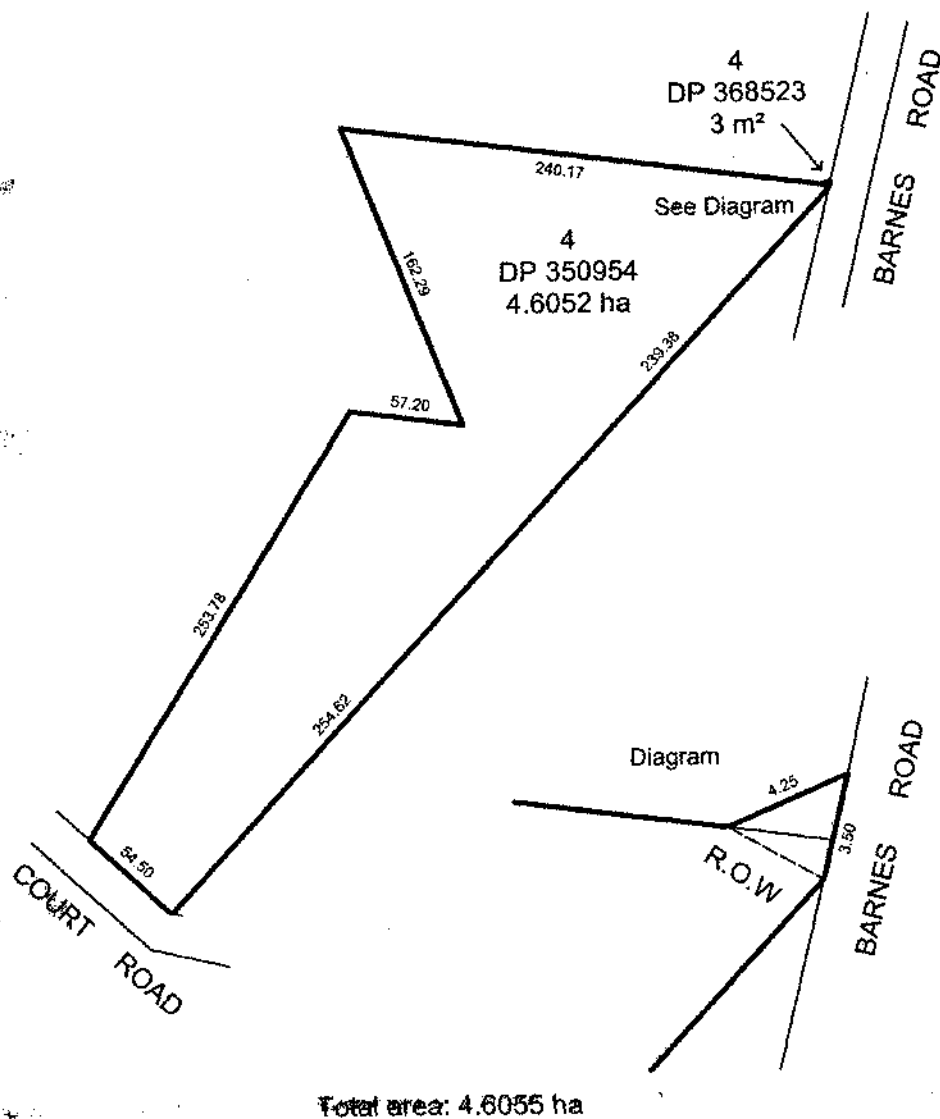 4
DP 368523
3 m²
BARNES ROAD
240.17
See Diagram
4
DP 350954
4.6052 ha
162.29
239.38
57.20
253.78
254.62
54.50
COURT ROAD
Diagram
4.25
3.50
R.O.W
BARNES ROAD
Total area: 4.6055 ha